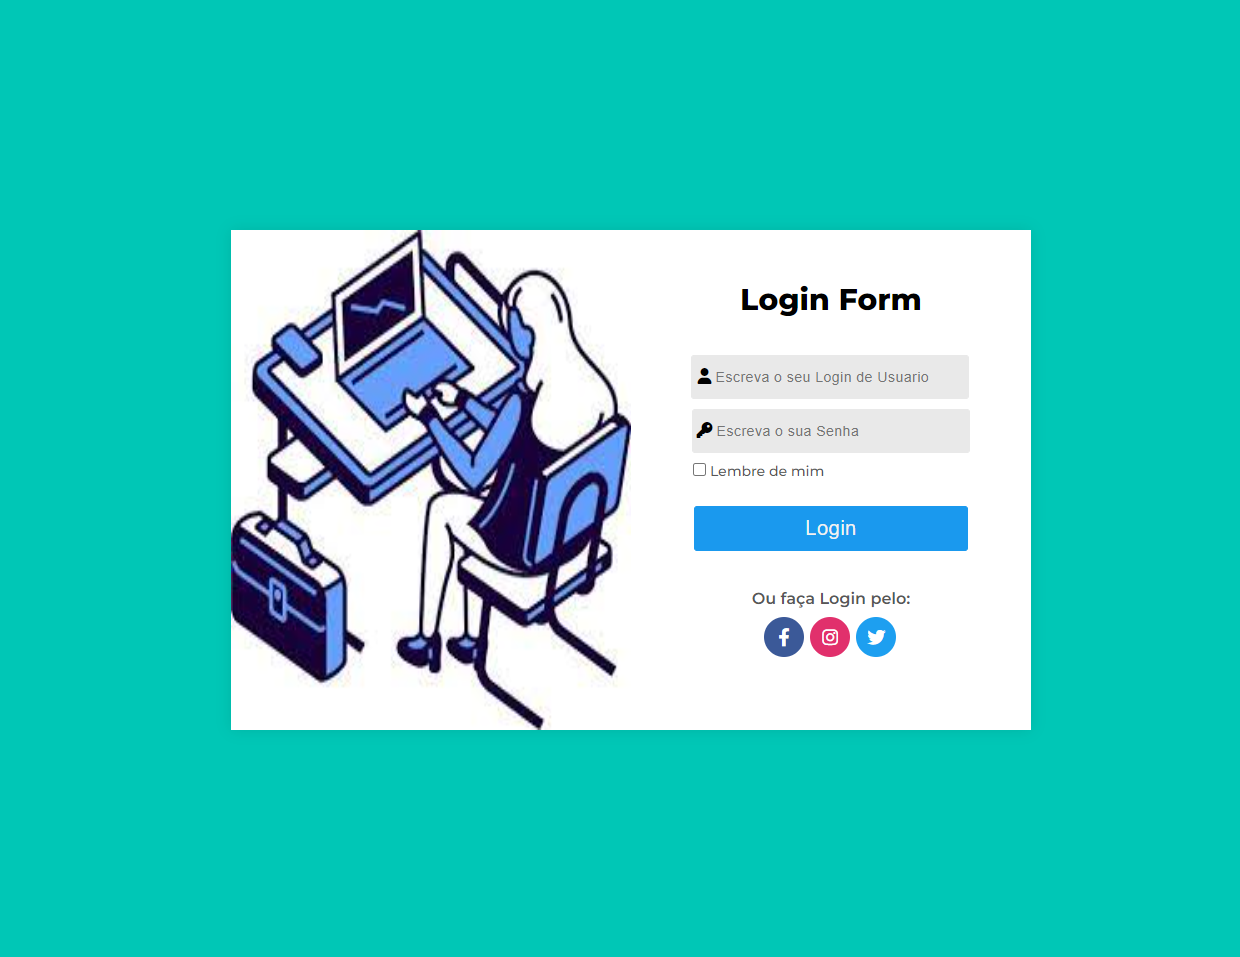 Login Form
Escreva o seu Login de Usuario
Escreva o sua Senha
Lembre de mim
Login
Ou faça Login pelo: